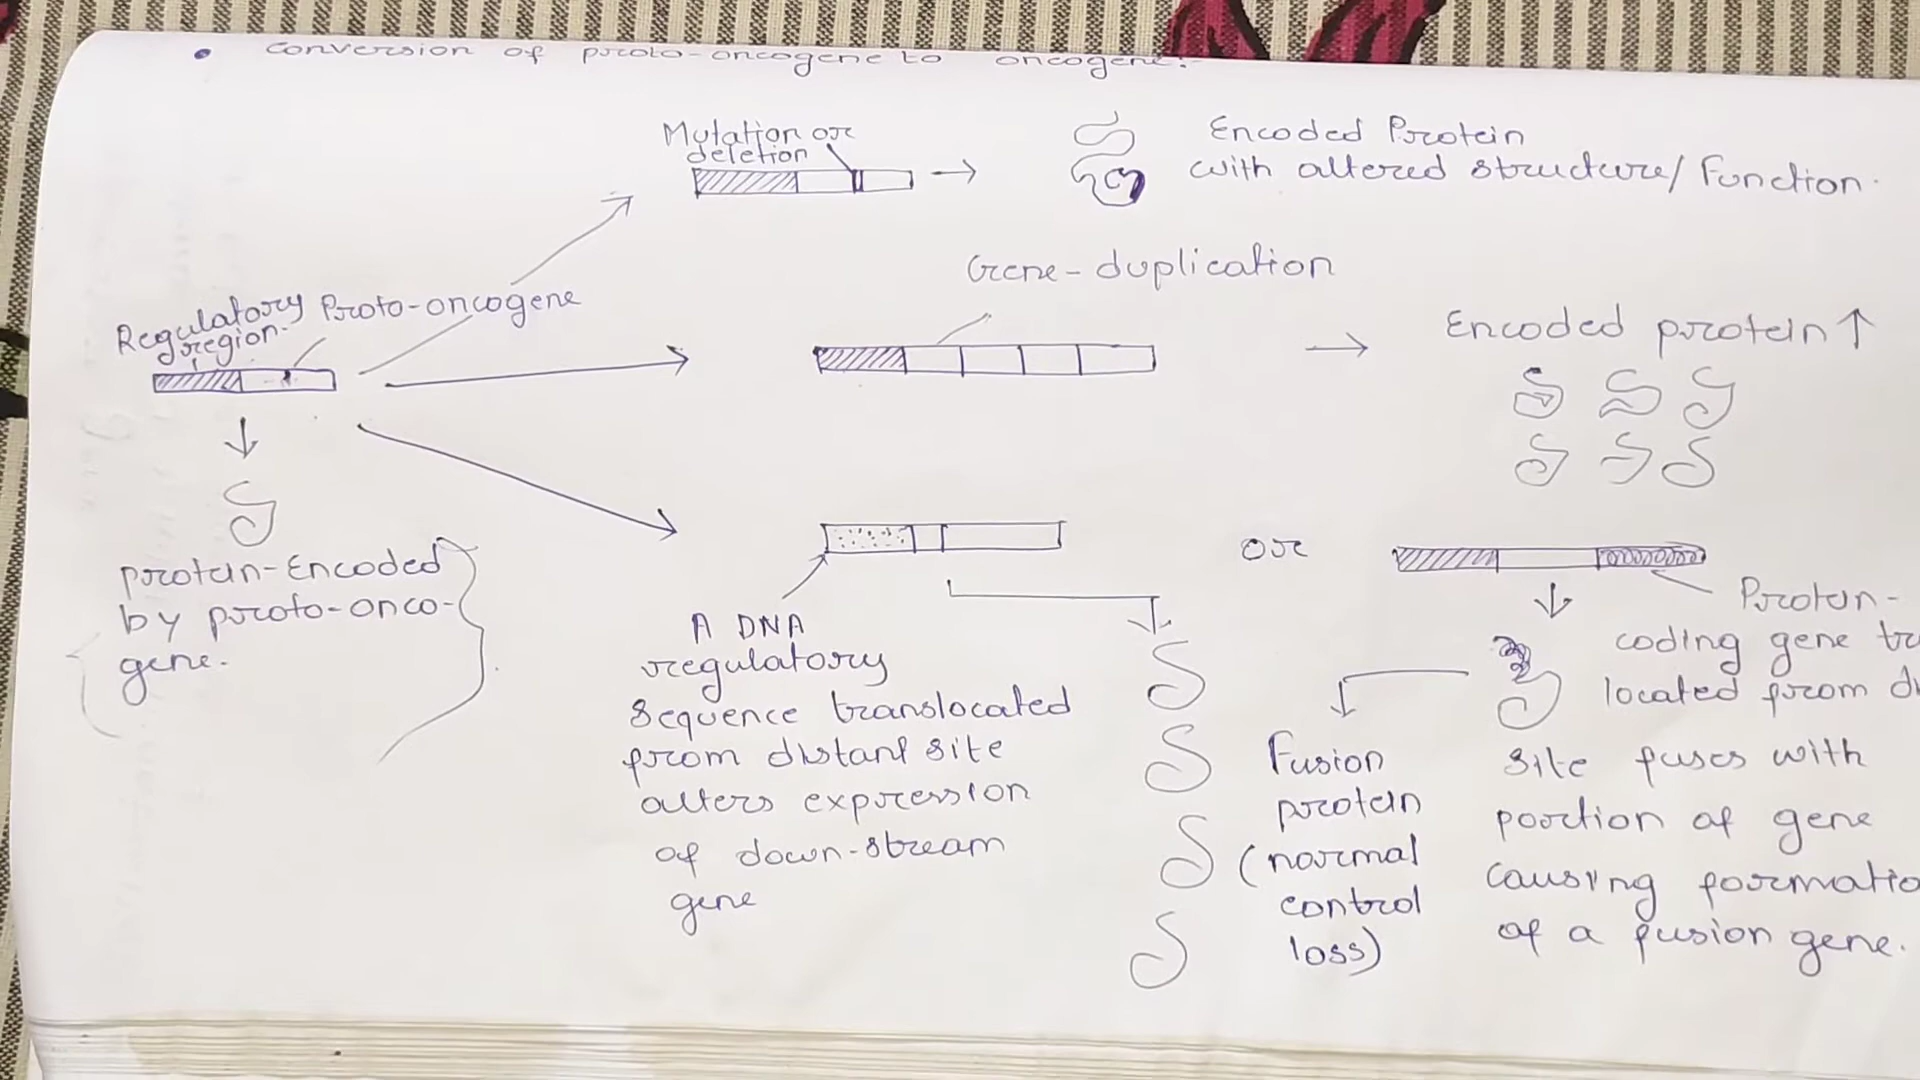 • Conversion of proto-oncogene to oncogene:-
Mutation or
deletion
Encoded Protein
with altered structure/Function.
Gene-duplication
Regulatory
region.
Proto-oncogene
Encoded protein↑
Protein-Encoded
by proto-onco-
gene.
or
A DNA
regulatory
sequence translocated
from distant site
alters expression
of down-stream
gene
Fusion
protein
(normal
control
loss)
Protein-
coding gene
located from
site fuses with
portion of gene
causing formatio
of a fusion gene.